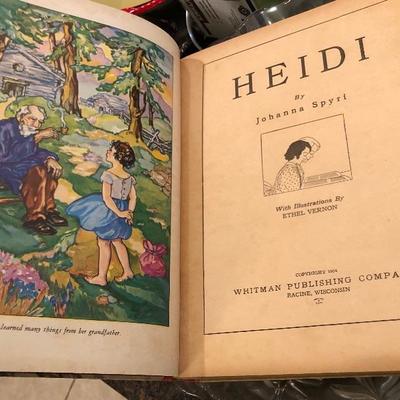 learned many things from her grandfather.
HEIDI
By
Johanna Spyri
With Illustrations By
ETHEL VERNON
COPYRIGHT
WHITMAN PUBLISHING COMPA
RACINE, WISCONSIN